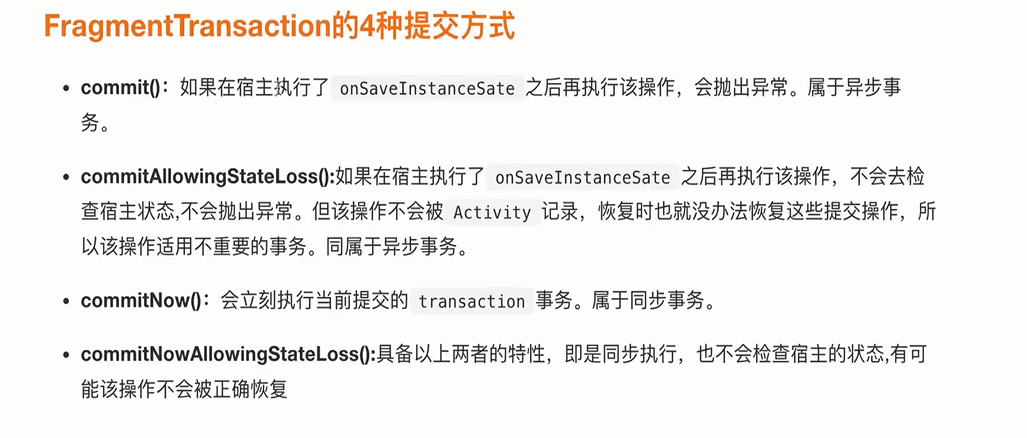 FragmentTransaction的4种提交方式
• commit()：如果在宿主执行了 onSaveInstanceSate 之后再执行该操作，会抛出异常。属于异步事
务。
• commitAllowingStateLoss():如果在宿主执行了 onSaveInstanceSate 之后再执行该操作，不会去检
查宿主状态,不会抛出异常。但该操作不会被 Activity 记录，恢复时也就没办法恢复这些提交操作，所
以该操作适用不重要的事务。同属于异步事务。
• commitNow()：会立刻执行当前提交的 transaction 事务。属于同步事务。
• commitNowAllowingStateLoss():具备以上两者的特性，即是同步执行，也不会检查宿主的状态,有可
能该操作不会被正确恢复